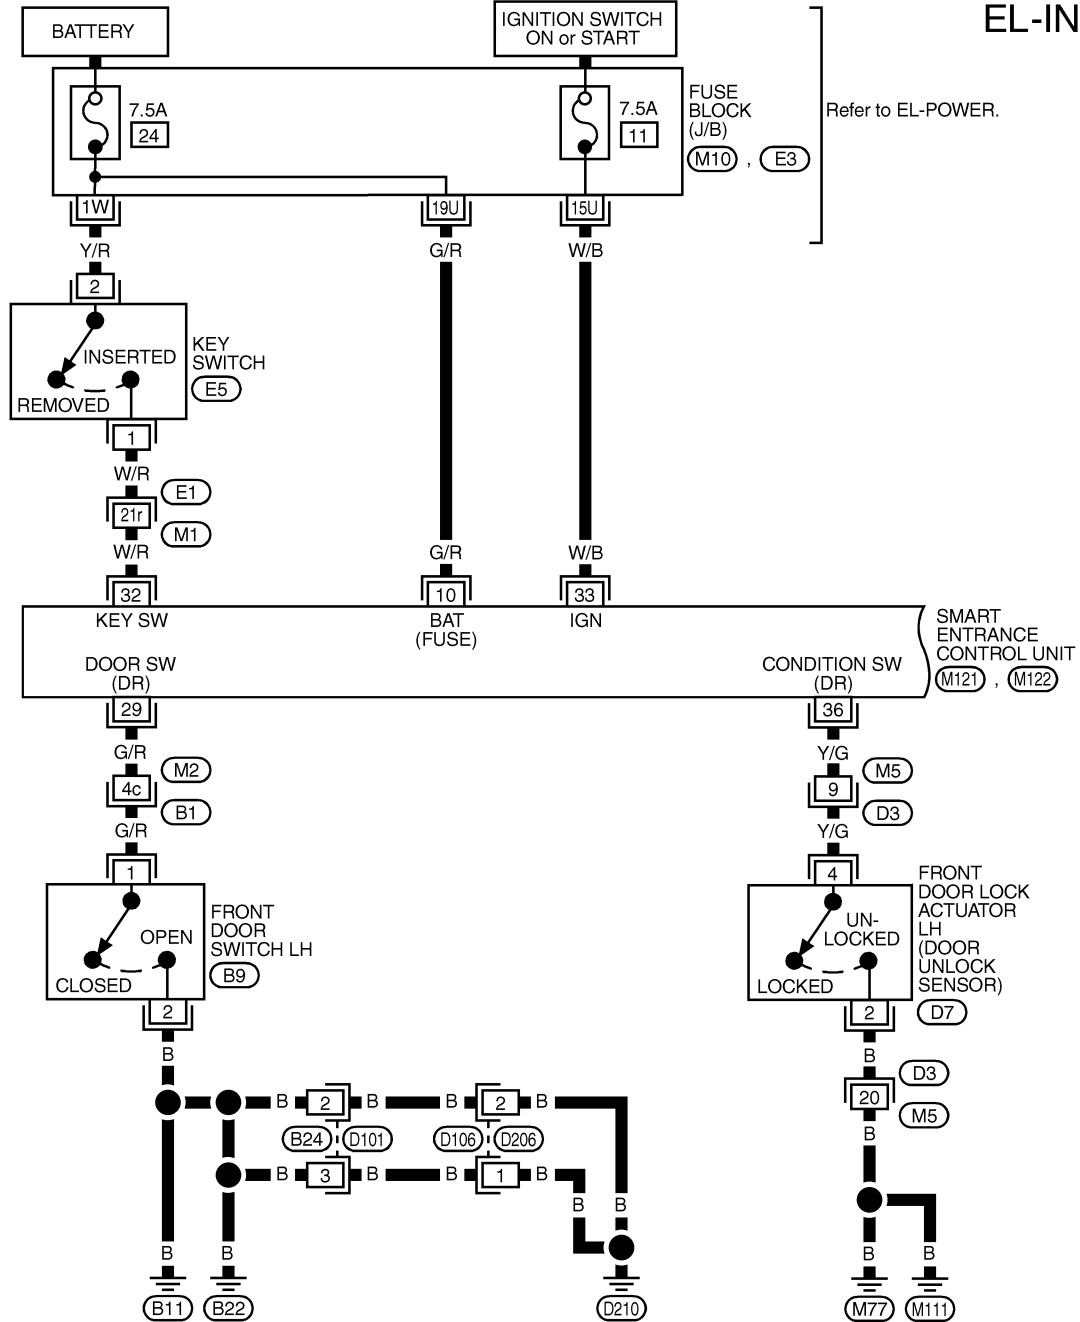 EL-IN
BATTERY
IGNITION SWITCH
ON or START
7.5A
24
7.5A
11
FUSE
BLOCK
(J/B)
M10 , E3
Refer to EL-POWER.
1W
19U
15U
Y/R
G/R
W/B
2
INSERTED
REMOVED
KEY
SWITCH
E5
1
W/R
E1
21r
M1
W/R
G/R
W/B
32
10
33
KEY SW
BAT
(FUSE)
IGN
SMART
ENTRANCE
CONTROL UNIT
M121 , M122
DOOR SW
(DR)
CONDITION SW
(DR)
29
36
G/R
Y/G
M2
M5
4c
9
B1
D3
G/R
Y/G
1
4
OPEN
CLOSED
FRONT
DOOR
SWITCH LH
B9
UN-
LOCKED
LOCKED
FRONT
DOOR LOCK
ACTUATOR
LH
(DOOR
UNLOCK
SENSOR)
D7
2
2
B
B
D3
20
M5
B
B 2 B B 2 B
B24 D101 D106 D206
B 3 B B 1 B
B B
B B B B
B11 B22 D210 M77 M111